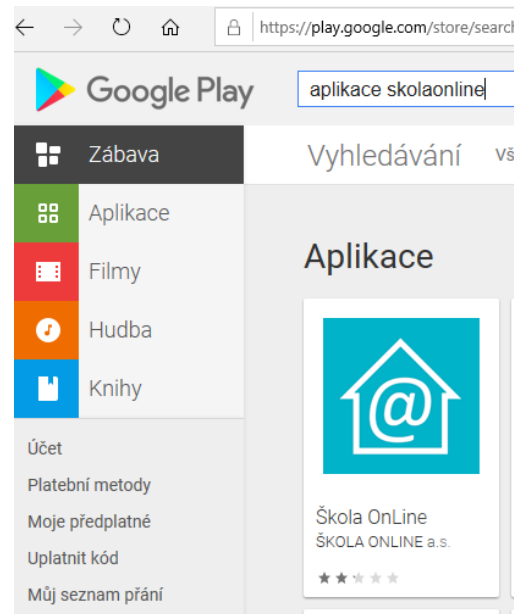 https://play.google.com/store/search
Google Play
aplikace skolaonline
Zábava
Vyhledávání
Aplikace
Filmy
Hudba
Knihy
Účet
Platební metody
Moje předplatné
Uplatnit kód
Můj seznam přání
Aplikace
@
Škola OnLine
ŠKOLA ONLINE a.s.